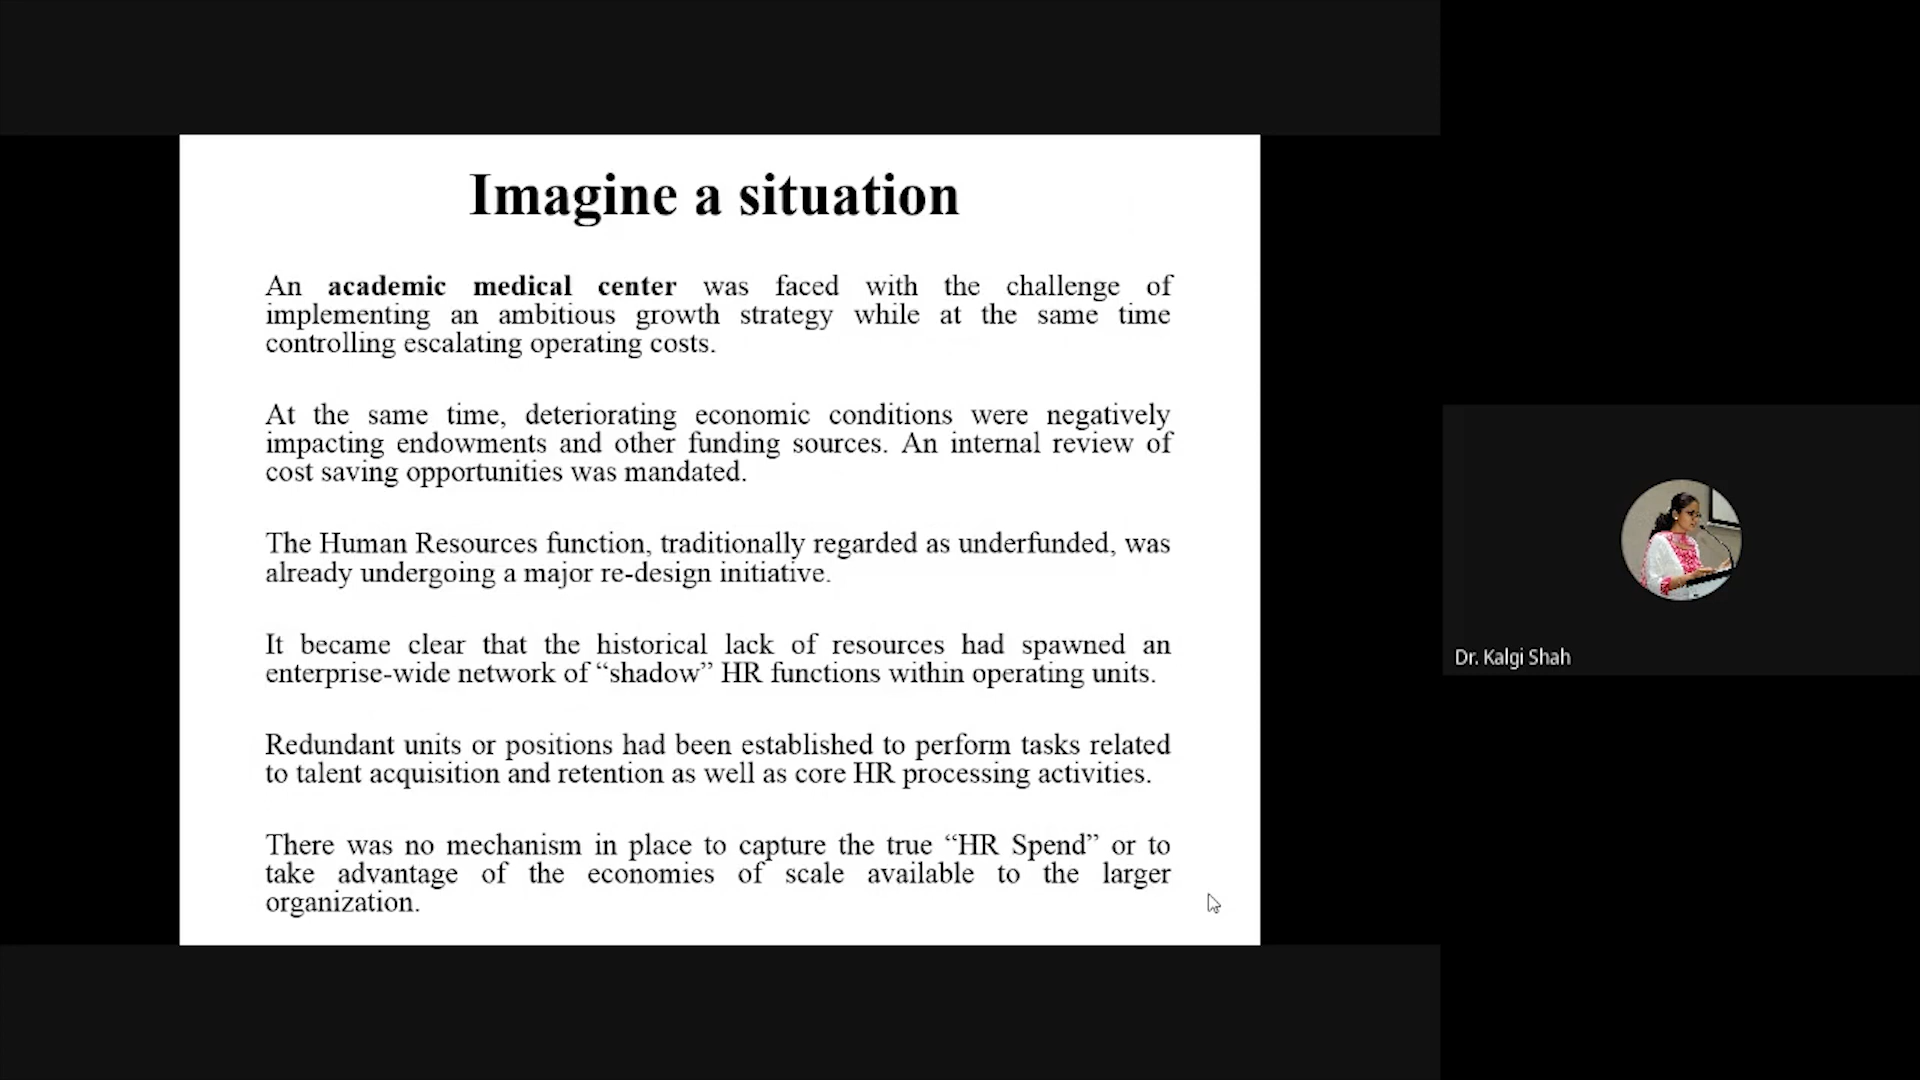 Imagine a situation
An academic medical center was faced with the challenge of
implementing an ambitious growth strategy while at the same time
controlling escalating operating costs.
At the same time, deteriorating economic conditions were negatively
impacting endowments and other funding sources. An internal review of
cost saving opportunities was mandated.
The Human Resources function, traditionally regarded as underfunded, was
already undergoing a major re-design initiative.
It became clear that the historical lack of resources had spawned an
enterprise-wide network of “shadow” HR functions within operating units.
Redundant units or positions had been established to perform tasks related
to talent acquisition and retention as well as core HR processing activities.
There was no mechanism in place to capture the true “HR Spend” or to
take advantage of the economies of scale available to the larger
organization.
Dr. Kalgi Shah